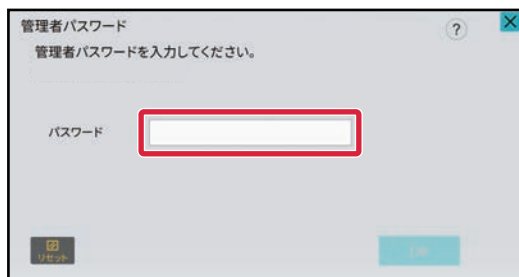 管理者パスワード
?
管理者パスワードを入力してください。
パスワード
リセット